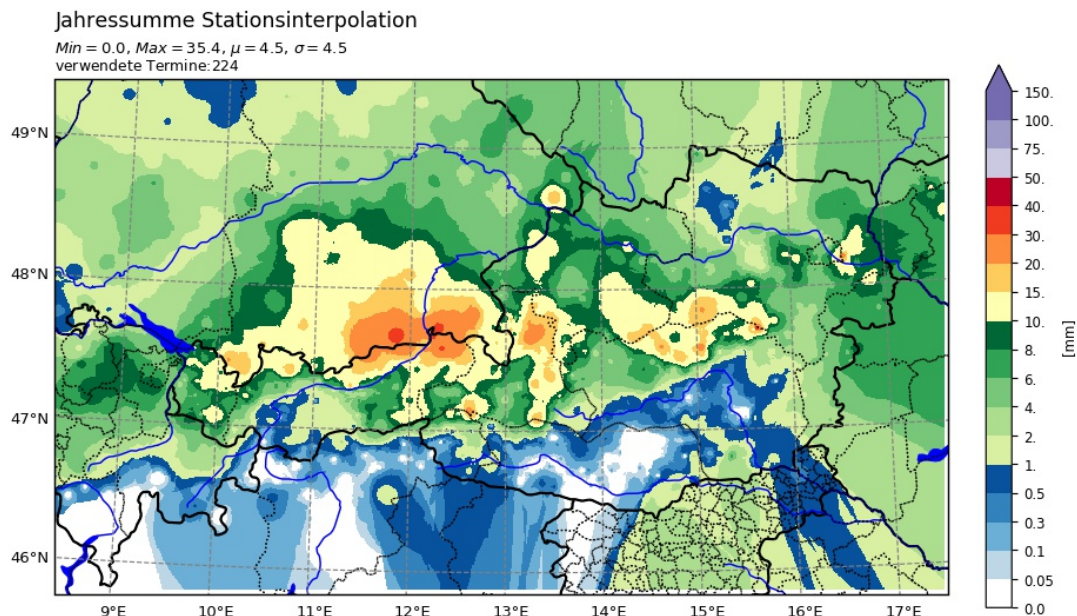 Jahressumme Stationsinterpolation
Min = 0.0, Max = 35.4, μ = 4.5, σ = 4.5
verwendete Termine:224
150.
100.
75.
50.
40.
30.
20.
15.
10.
8.
6.
4.
2.
1.
0.5
0.3
0.1
0.05
0.0
[mm]
49°N
48°N
47°N
46°N
9°E
10°E
11°E
12°E
13°E
14°E
15°E
16°E
17°E